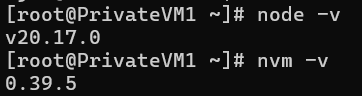 [root@PrivateVM1 ~]# node -v
v20.17.0
[root@PrivateVM1 ~]# nvm -v
0.39.5